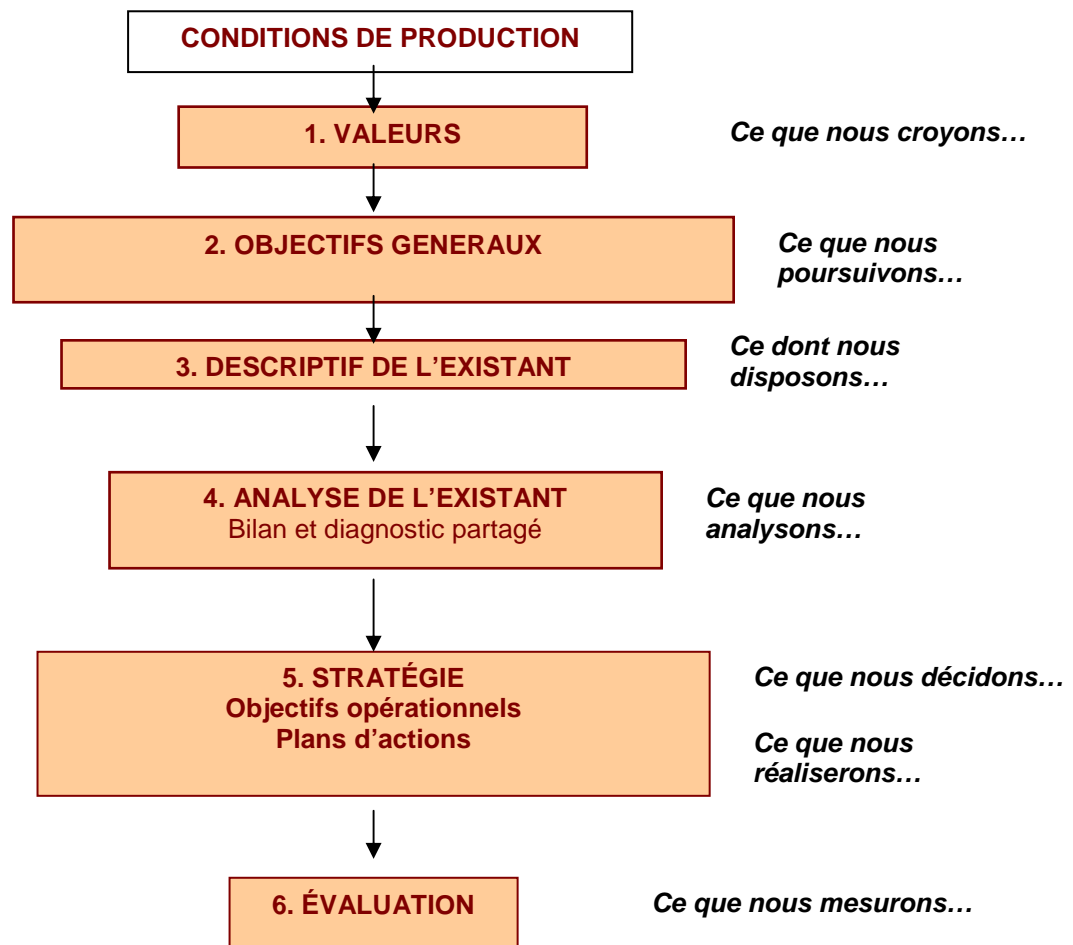 CONDITIONS DE PRODUCTION
1. VALEURS
Ce que nous croyons…
2. OBJECTIFS GENERAUX
Ce que nous
poursuivons…
3. DESCRIPTIF DE L’EXISTANT
Ce dont nous
disposons…
4. ANALYSE DE L’EXISTANT
Bilan et diagnostic partagé
Ce que nous
analysons…
5. STRATÉGIE
Objectifs opérationnels
Plans d’actions
Ce que nous décidons…
Ce que nous
réaliserons…
6. ÉVALUATION
Ce que nous mesurons…